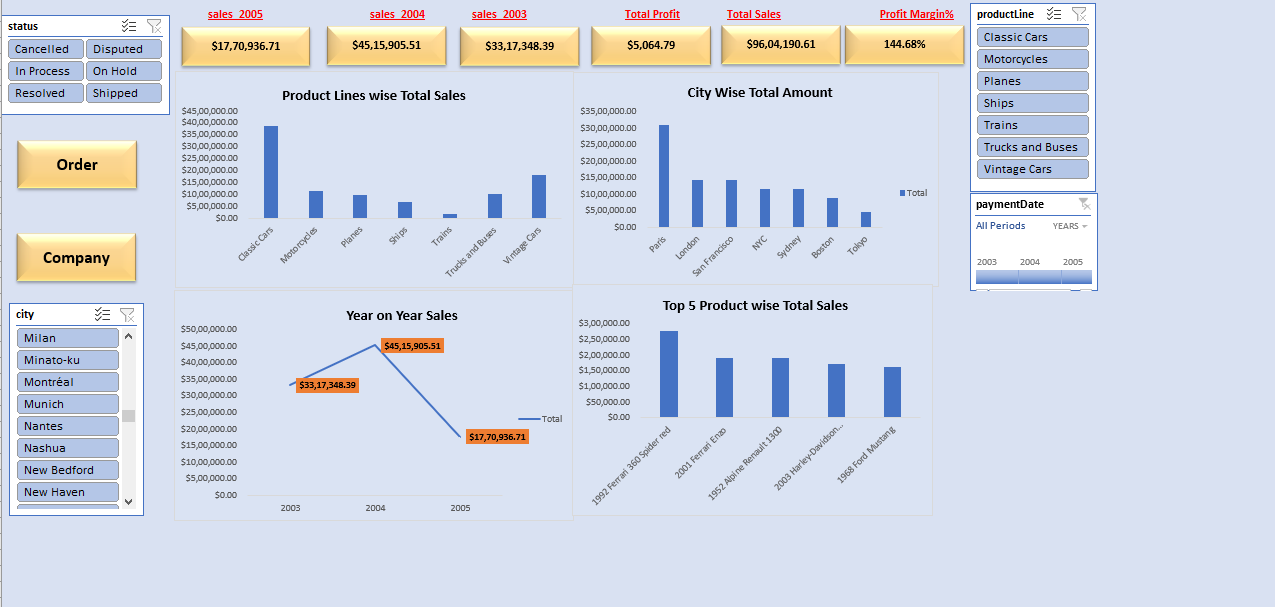 status
Cancelled
Disputed
In Process
On Hold
Resolved
Shipped
Order
Company
city
Milan
Minato-ku
Montréal
Munich
Nantes
Nashua
New Bedford
New Haven
sales_2005
$17,70,936.71
sales_2004
$45,15,905.51
sales_2003
$33,17,348.39
Total Profit
$5,064.79
Total Sales
$96,04,190.61
Profit Margin%
144.68%
Product Lines wise Total Sales
$45,00,000.00
$40,00,000.00
$35,00,000.00
$30,00,000.00
$25,00,000.00
$20,00,000.00
$15,00,000.00
$10,00,000.00
$5,00,000.00
$0.00
Classic Cars
Motorcycles
Planes
Ships
Trains
Trucks and Buses
Vintage Cars
City Wise Total Amount
$35,00,000.00
$30,00,000.00
$25,00,000.00
$20,00,000.00
$15,00,000.00
$10,00,000.00
$5,00,000.00
$0.00
Paris
London
San Francisco
NYC
Sydney
Boston
Tokyo
Total
Year on Year Sales
$50,00,000.00
$45,00,000.00
$40,00,000.00
$35,00,000.00
$30,00,000.00
$25,00,000.00
$20,00,000.00
$15,00,000.00
$10,00,000.00
$5,00,000.00
$0.00
$33,17,348.39
$45,15,905.51
$17,70,936.71
2003
2004
2005
Total
Top 5 Product wise Total Sales
$3,00,000.00
$2,50,000.00
$2,00,000.00
$1,50,000.00
$1,00,000.00
$50,000.00
$0.00
1992 Ferrari 360 Spider red
2001 Ferrari Enzo
1952 Alpine Renault 1300
2003 Harley-Davidson...
1968 Ford Mustang
productLine
Classic Cars
Motorcycles
Planes
Ships
Trains
Trucks and Buses
Vintage Cars
paymentDate
All Periods
YEARS
2003
2004
2005